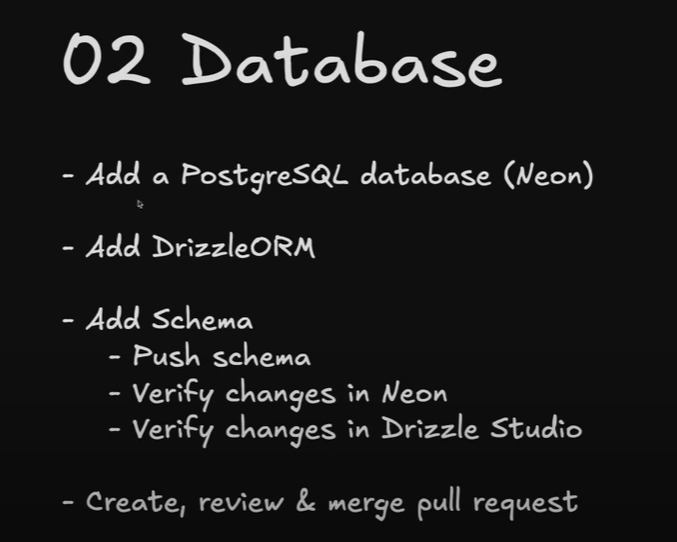 02 Database
- Add a PostgreSQL database (Neon)
- Add DrizzleORM
- Add Schema
- Push schema
- Verify changes in Neon
- Verify changes in Drizzle Studio
- Create, review & merge pull request